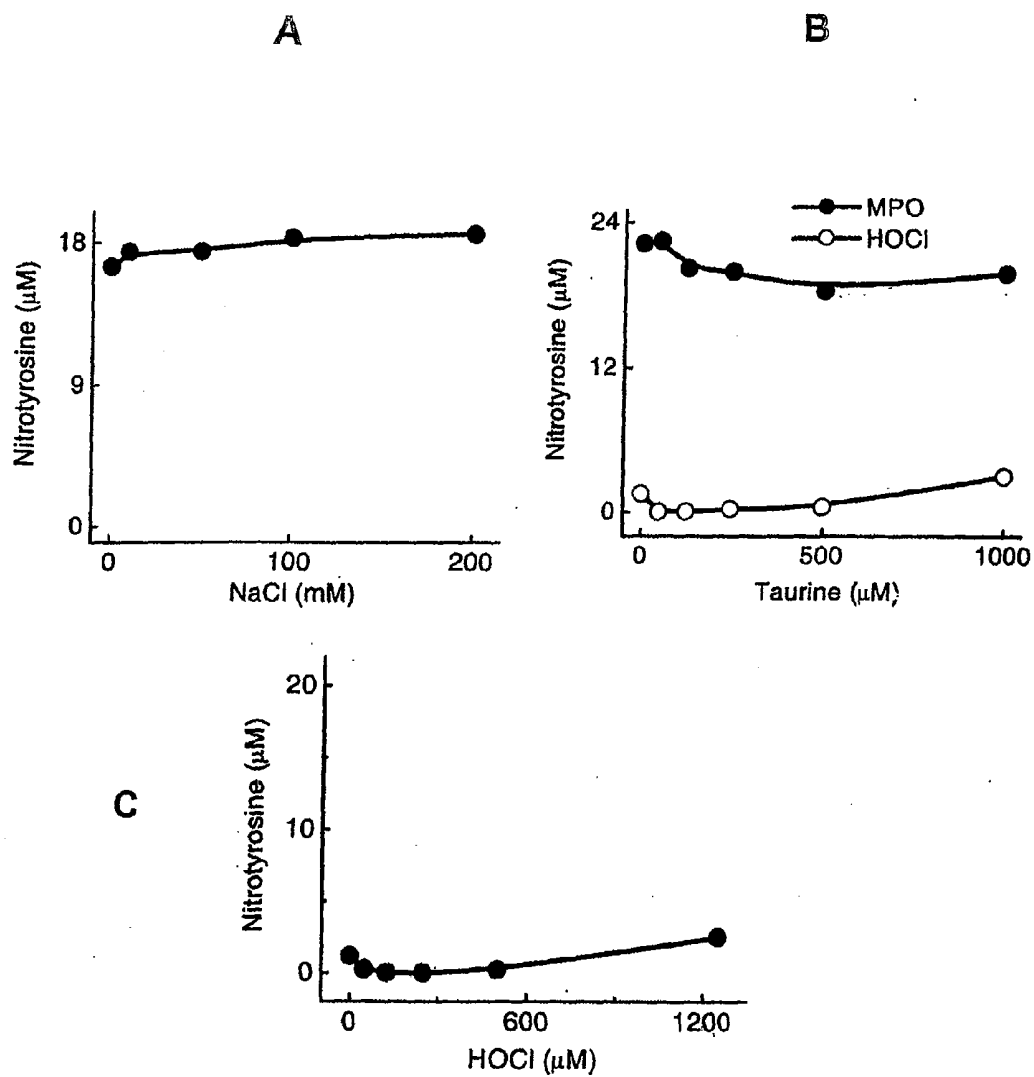 A
B
MPO
HOCl
Nitrotyrosine (μM)
18
9
0
0
100
200
NaCl (mM)
Nitrotyrosine (μM)
24
12
0
0
500
1000
Taurine (μM)
C
Nitrotyrosine (μM)
20
10
0
0
600
1200
HOCl (μM)